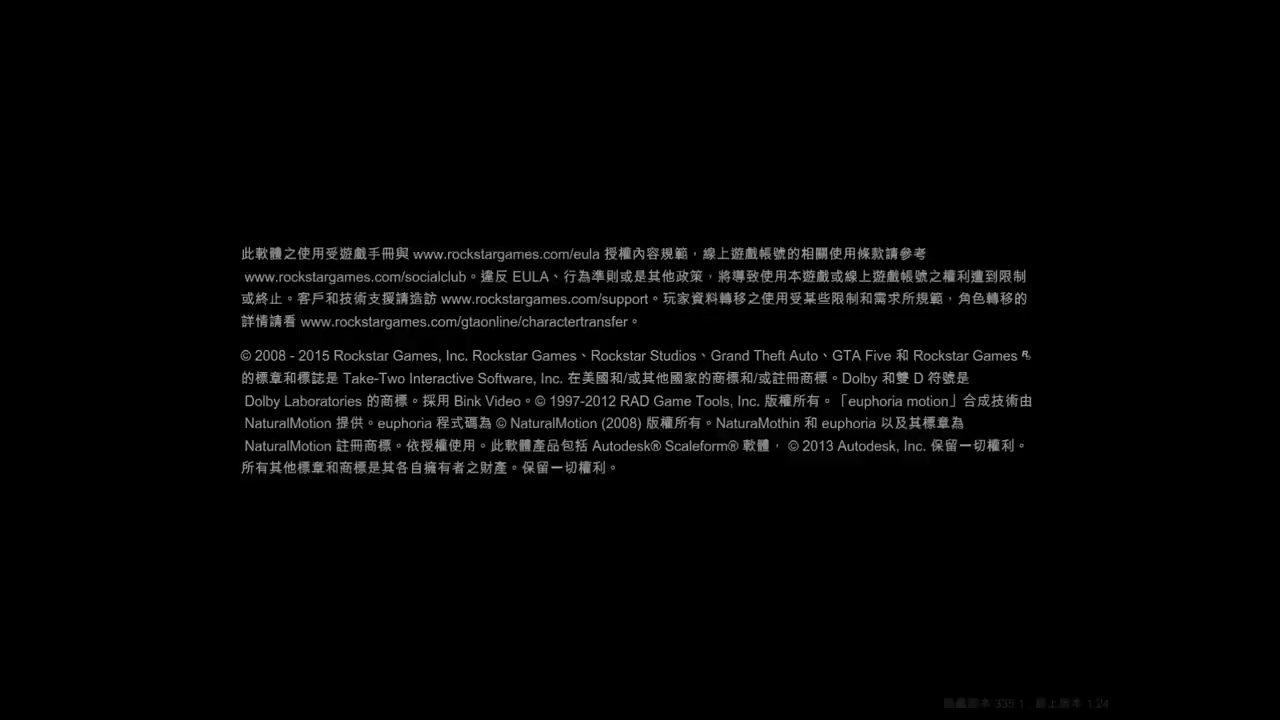 此軟體之使用受遊戲手冊與 www.rockstargames.com/eula 授權內容規範，線上遊戲帳號的相關使用條款請參考
www.rockstargames.com/socialclub。違反 EULA、行為準則或是其他政策，將導致使用本遊戲或線上遊戲帳號之權利遭到限制
或終止。客戶和技術支援請造訪 www.rockstargames.com/support。玩家資料轉移之使用受某些限制和需求所規範，角色轉移的
詳情請看 www.rockstargames.com/gtaonline/charactertransfer。
© 2008 - 2015 Rockstar Games, Inc. Rockstar Games、Rockstar Studios、Grand Theft Auto、GTA Five 和 Rockstar Games R*
的標章和標誌是 Take-Two Interactive Software, Inc. 在美國和/或其他國家的商標和/或註冊商標。Dolby 和雙 D 符號是
Dolby Laboratories 的商標。採用 Bink Video。© 1997-2012 RAD Game Tools, Inc. 版權所有。「euphoria motion」合成技術由
NaturalMotion 提供。euphoria 程式碼為 © NaturalMotion (2008) 版權所有。NaturaMothin 和 euphoria 以及其標章為
NaturalMotion 註冊商標。依授權使用。此軟體產品包括 Autodesk® Scaleform® 軟體， © 2013 Autodesk, Inc. 保留一切權利。
所有其他標章和商標是其各自擁有者之財產。保留一切權利。
版本 335.1 , 線上版本 1.24